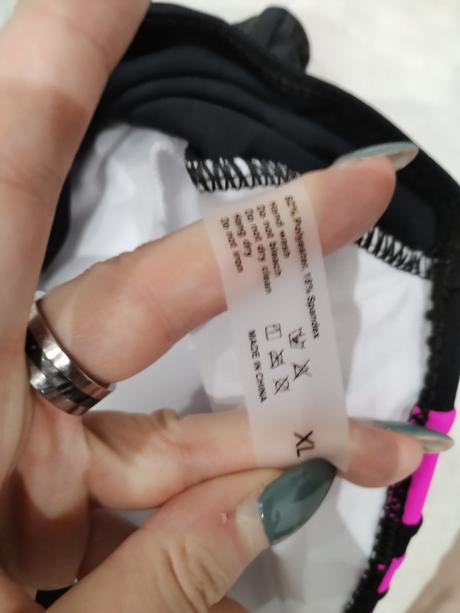 82% Polyester, 18% Spandex
Hand wash
Do not bleach
Do not dry clean
Hang dry
Do not iron
MADE IN CHINA
XL